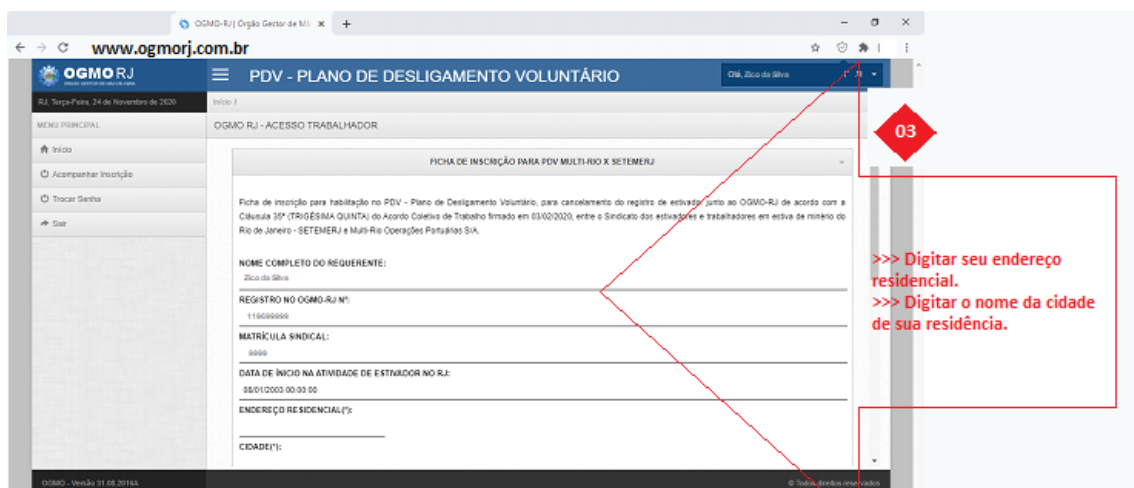 OGMO-RJ | Órgão Gestor de M
www.ogmorj.com.br
OGMO RJ
PDV - PLANO DE DESLIGAMENTO VOLUNTÁRIO
Olá, Zico da Silva
RJ, Terça-Feira, 24 de Novembro de 2020
Início /
MENU PRINCIPAL
OGMO RJ - ACESSO TRABALHADOR
Início
Acompanhar Inscrição
Trocar Senha
Sair
FICHA DE INSCRIÇÃO PARA PDV MULTI-RIO X SETEMERJ
03
Ficha de inscrição para habilitação no PDV - Plano de Desligamento Voluntário, para cancelamento do registro de estivador junto ao OGMO-RJ de acordo com a
Cláusula 35ª (TRIGÉSIMA QUINTA) do Acordo Coletivo de Trabalho firmado em 03/02/2020, entre o Sindicato dos estivadores e trabalhadores em estiva de minério do
Rio de Janeiro - SETEMERJ e Multi-Rio Operações Portuárias S/A.
NOME COMPLETO DO REQUERENTE:
Zico da Silva
REGISTRO NO OGMO-RJ Nº:
119699999
MATRÍCULA SINDICAL:
9999
DATA DE ÍNICIO NA ATIVIDADE DE ESTIVADOR NO RJ:
08/01/2003 00:00:00
ENDEREÇO RESIDENCIAL(*):
CIDADE(*):
>>> Digitar seu endereço
residencial.
>>> Digitar o nome da cidade
de sua residência.
OGMO - Versão 31.08.2016A
© Todos direitos reservados